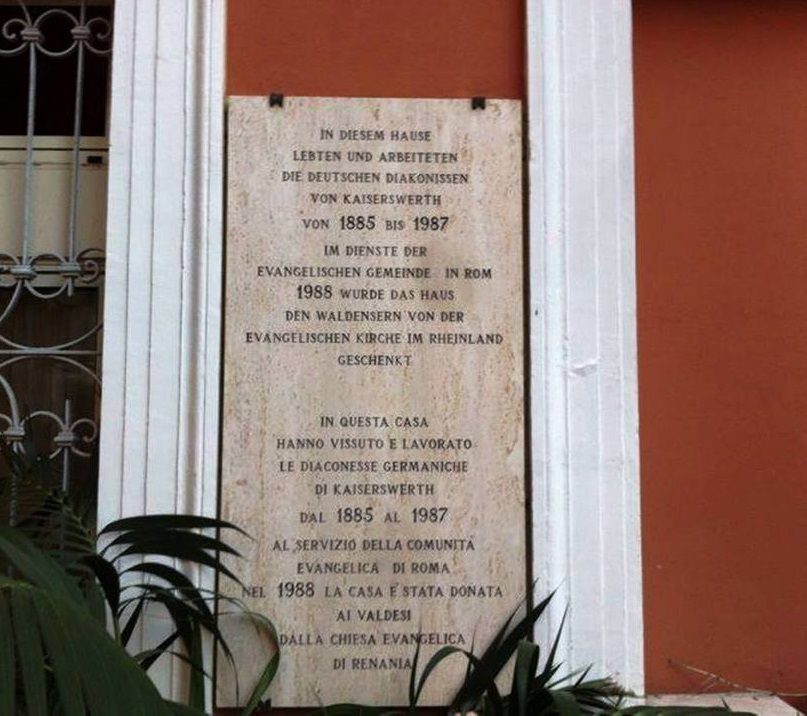 IN DIESEM HAUSE
LEBTEN UND ARBEITETEN
DIE DEUTSCHEN DIAKONISSEN
VON KAISERSWERTH
VON 1885 BIS 1987
IM DIENSTE DER
EVANGELISCHEN GEMEINDE IN ROM
1988 WURDE DAS HAUS
DEN WALDENSERN VON DER
EVANGELISCHEN KIRCHE IM RHEINLAND
GESCHENKT
IN QUESTA CASA
HANNO VISSUTO E LAVORATO
LE DIACONESSE GERMANICHE
DI KAISERSWERTH
DAL 1885 AL 1987
AL SERVIZIO DELLA COMUNITÀ
EVANGELICA DI ROMA
NEL 1988 LA CASA È STATA DONATA
AI VALDESI
DALLA CHIESA EVANGELICA
DI RENANIA